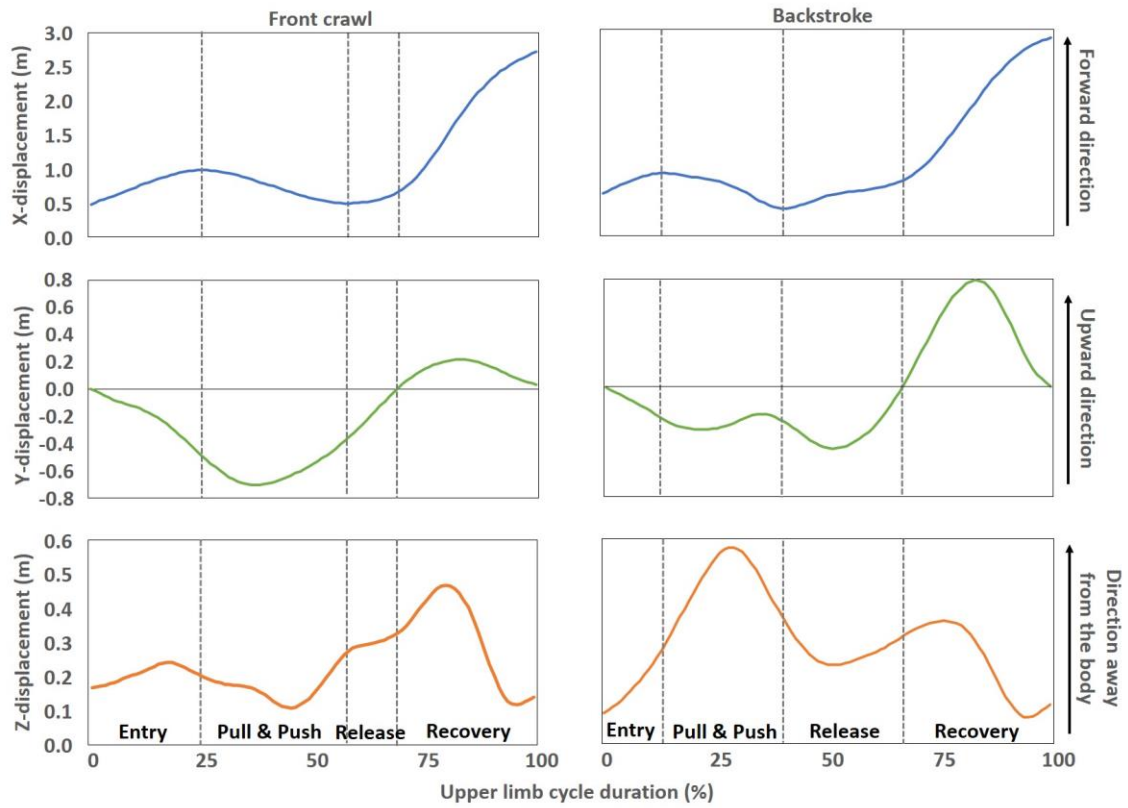 Front crawl
Backstroke
X-displacement (m)
3.0
2.5
2.0
1.5
1.0
0.5
0.0
Forward direction
Y-displacement (m)
0.8
0.6
0.4
0.2
0.0
-0.2
-0.4
-0.6
-0.8
Upward direction
Z-displacement (m)
0.6
0.5
0.4
0.3
0.2
0.1
0.0
Entry
Pull & Push
Release
Recovery
Entry
Pull & Push
Release
Recovery
Direction away
from the body
0 25 50 75 100
0 25 50 75 100
Upper limb cycle duration (%)